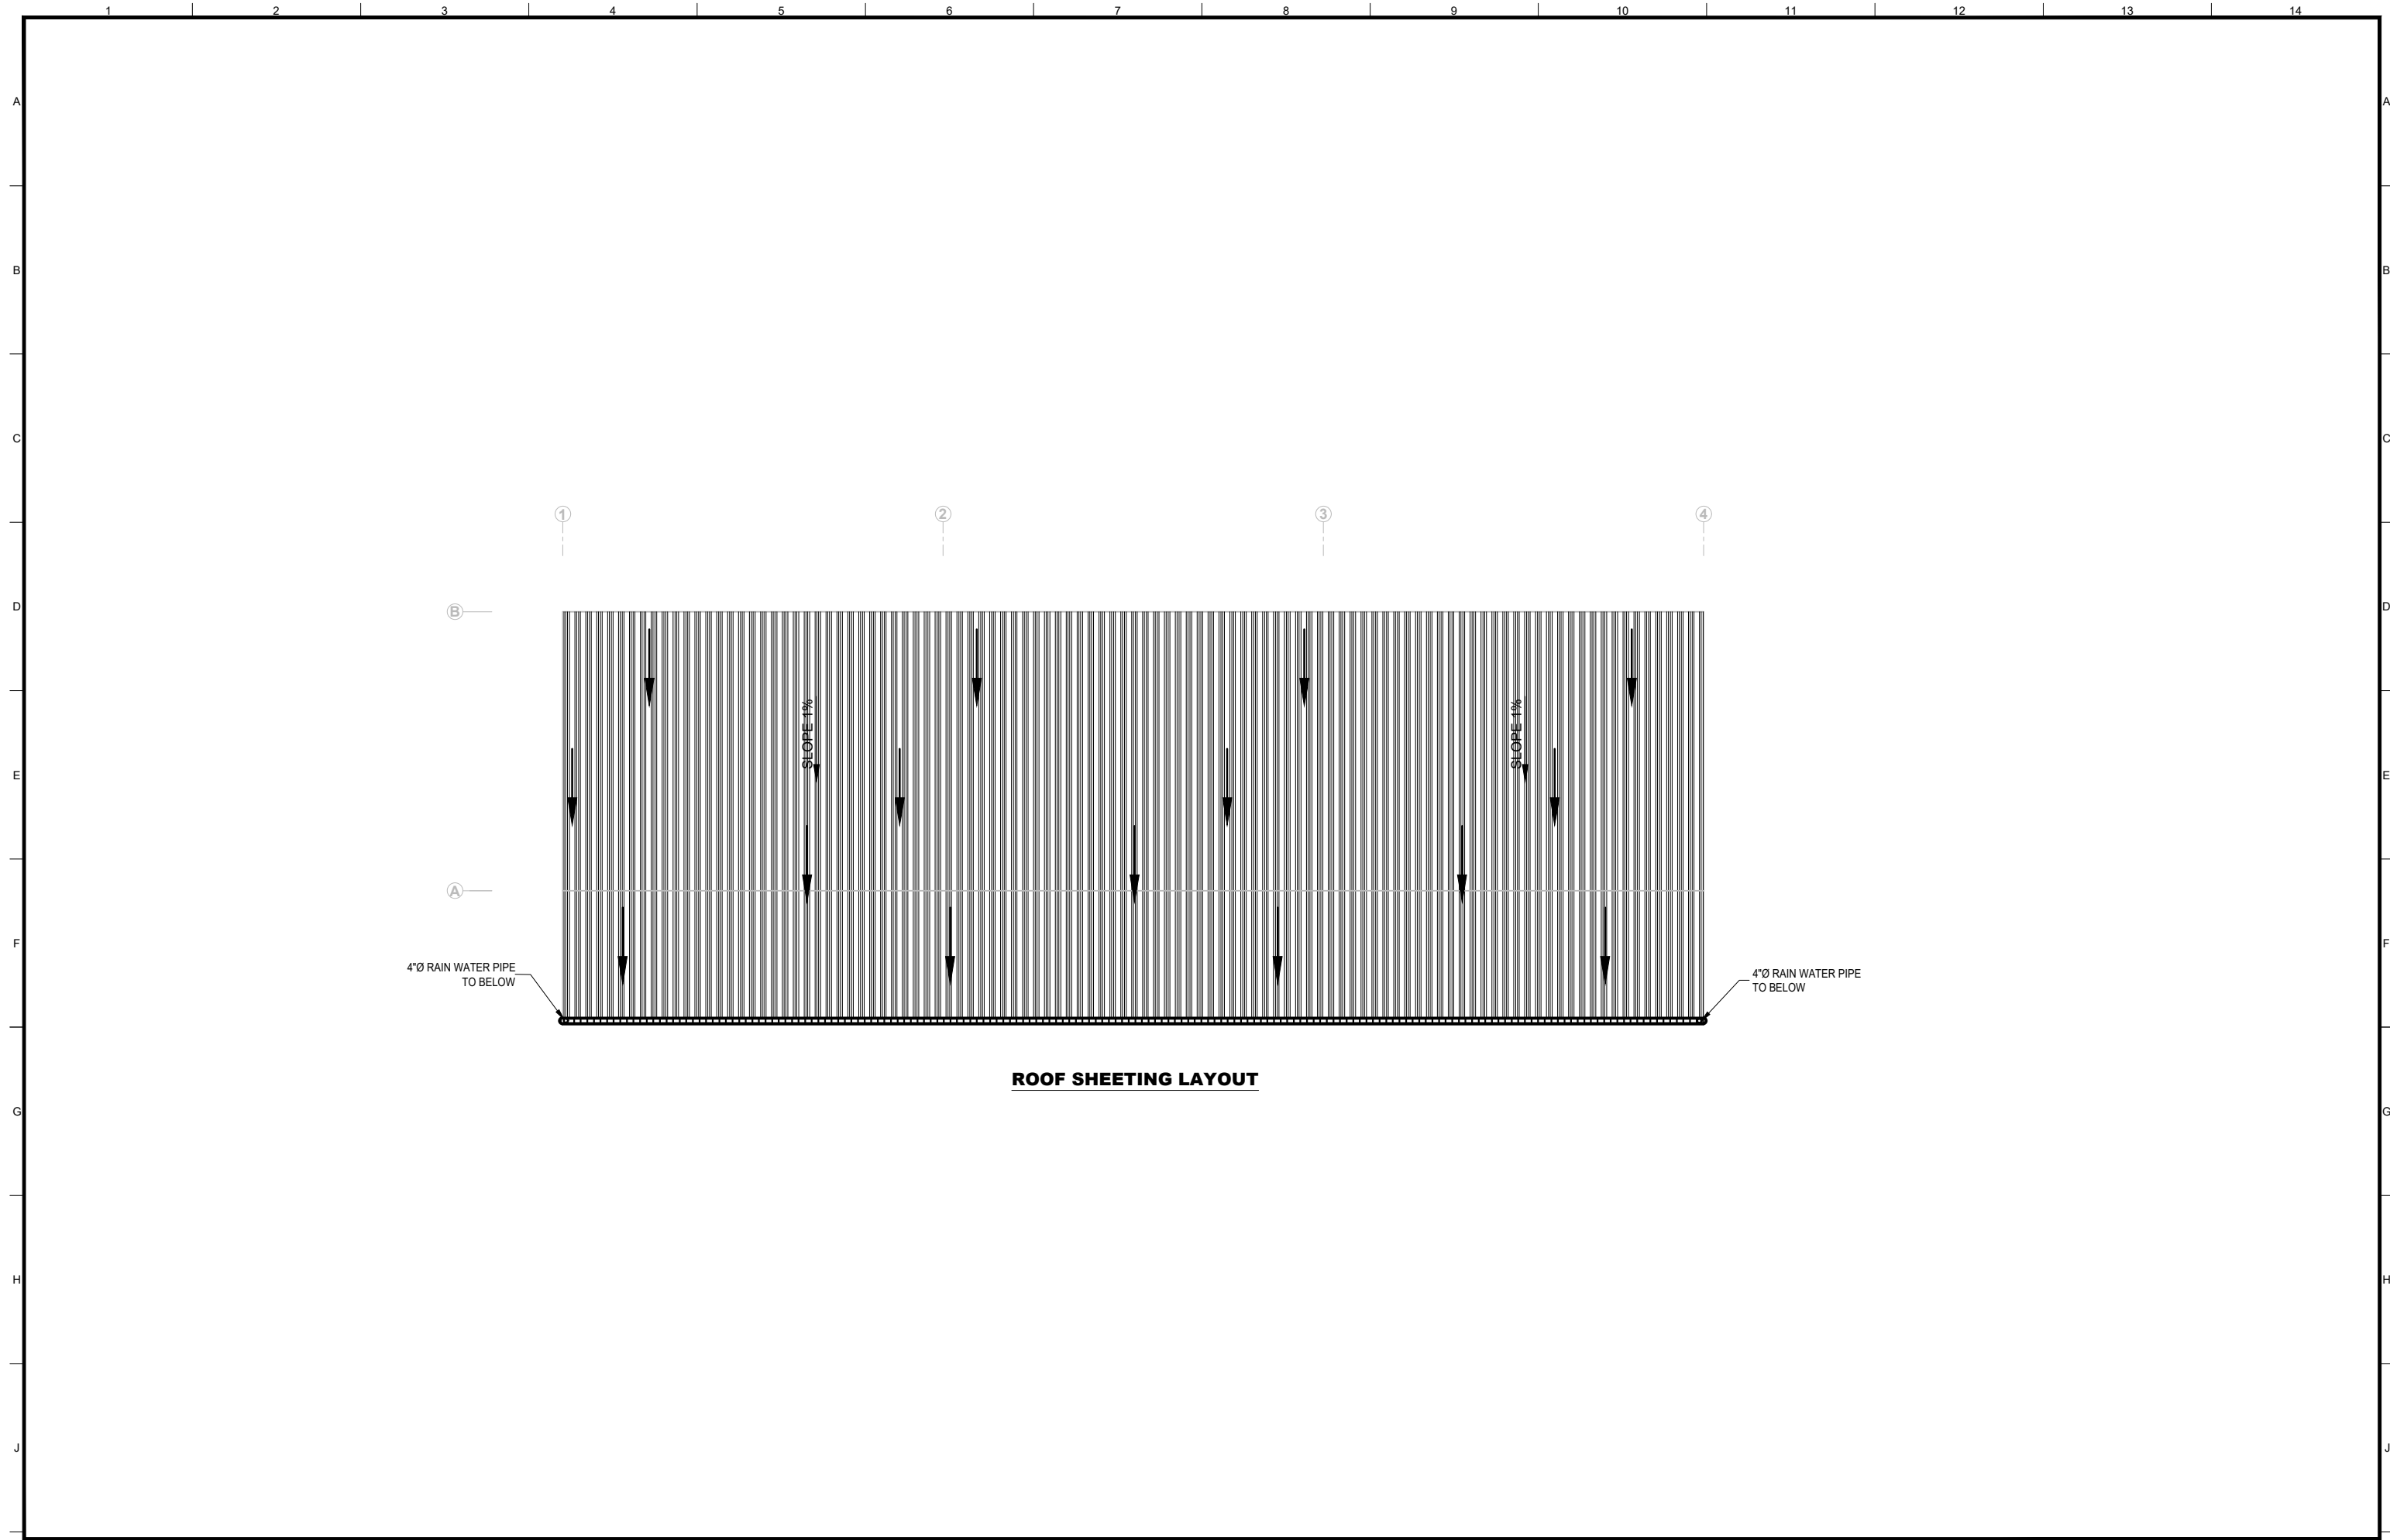 1 2 3 4 5 6 7 8 9 10 11 12 13 14
A A
B B
C C
1 2 3 4
D D
B
SLOPE 1% SLOPE 1%
E E
A
F F
4"Ø RAIN WATER PIPE
TO BELOW
4"Ø RAIN WATER PIPE
TO BELOW
ROOF SHEETING LAYOUT
G G
H H
J J